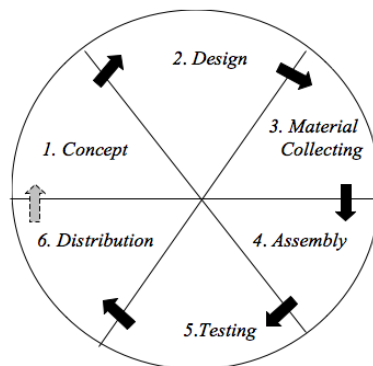 1. Concept
2. Design
3. Material
Collecting
4. Assembly
5.Testing
6. Distribution